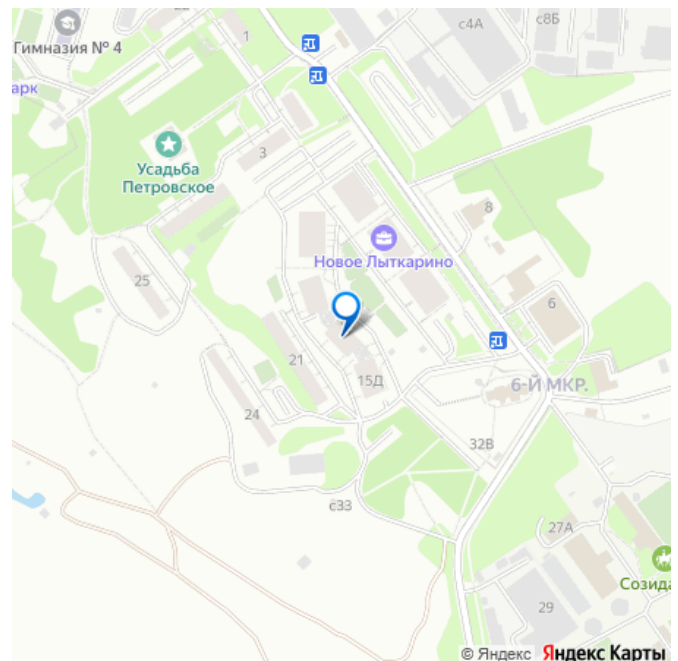 22
с4А
с8Б
Гимназия № 4
1
арк
3
Усадьба
Петровское
8
Новое Лыткарино
25
6
21
15Д
6-Й МКР.
24
32В
с33
27А
Созида
29
© Яндекс Яндекс Карты